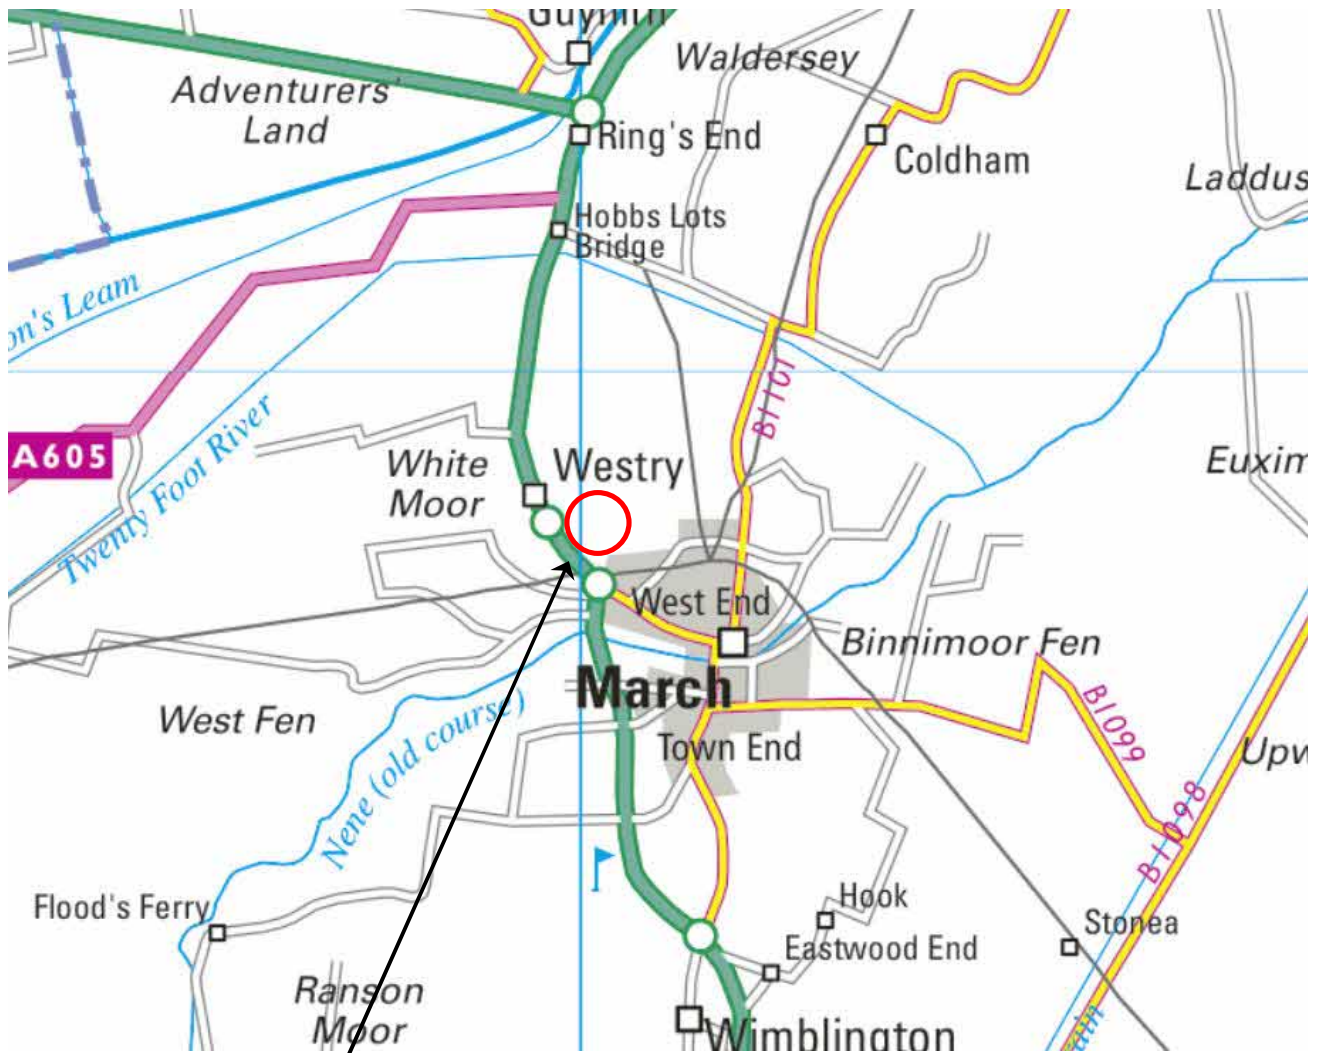 Waldersey
Adventurers'
Land
Ring's End
Coldham
Laddus
Hobbs Lots
Bridge
on's Leam
B1101
Twenty Foot River
A605
White
Moor
Westry
Euxim
West End
Binnimoor Fen
March
West Fen
B1099
Town End
Upw
Nene (old course)
B1098
Hook
Flood's Ferry
Stonea
Eastwood End
Ranson
Moor
Wimblington
ain